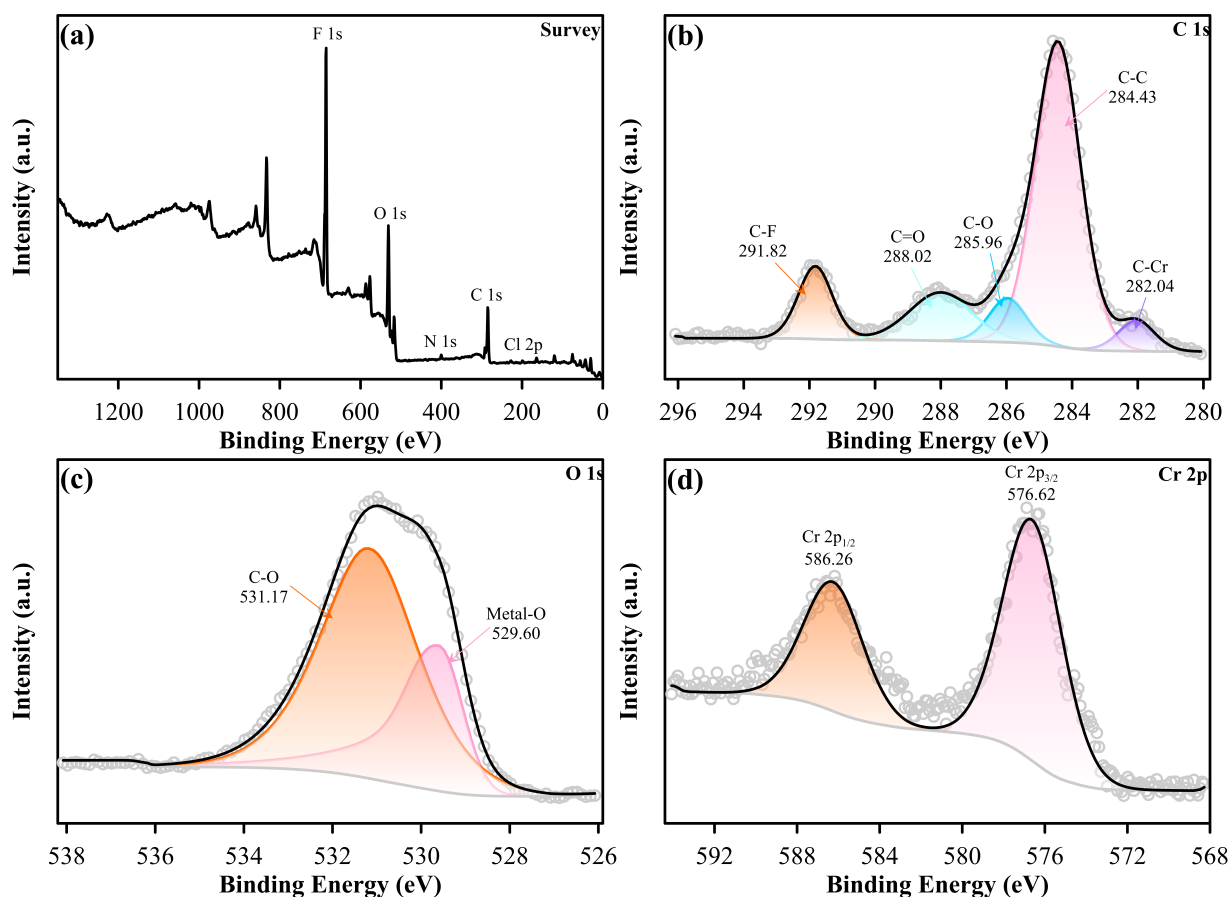 (a)
Survey
F 1s
O 1s
C 1s
N 1s
Cl 2p
Intensity (a.u.)
1200 1000 800 600 400 200 0
Binding Energy (eV)
(b)
C 1s
C-C
284.43
C-F
291.82
C=O
288.02
C-O
285.96
C-Cr
282.04
Intensity (a.u.)
296 294 292 290 288 286 284 282 280
Binding Energy (eV)
(c)
O 1s
C-O
531.17
Metal-O
529.60
Intensity (a.u.)
538 536 534 532 530 528 526
Binding Energy (eV)
(d)
Cr 2p
Cr 2p3/2
576.62
Cr 2p1/2
586.26
Intensity (a.u.)
592 588 584 580 576 572 568
Binding Energy (eV)